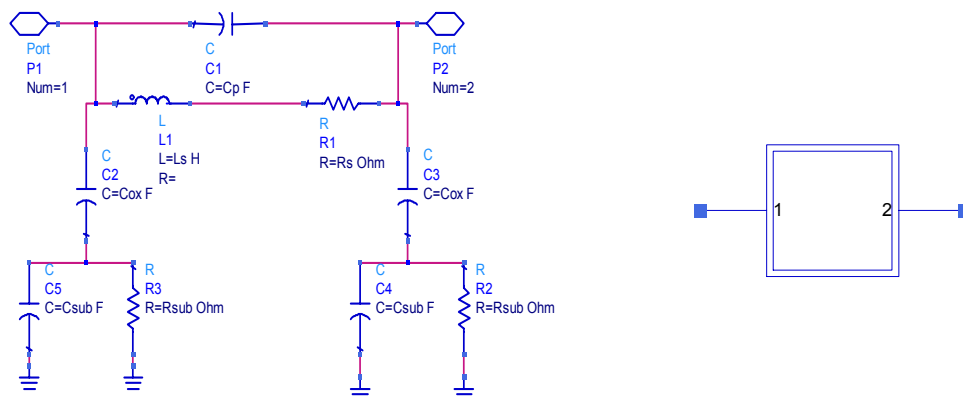 Port
P1
Num=1
C
C1
C=Cp F
Port
P2
Num=2
L
L1
L=Ls H
R=
R
R1
R=Rs Ohm
C
C2
C=Cox F
C
C3
C=Cox F
C
C5
C=Csub F
R
R3
R=Rsub Ohm
C
C4
C=Csub F
R
R2
R=Rsub Ohm
1
2